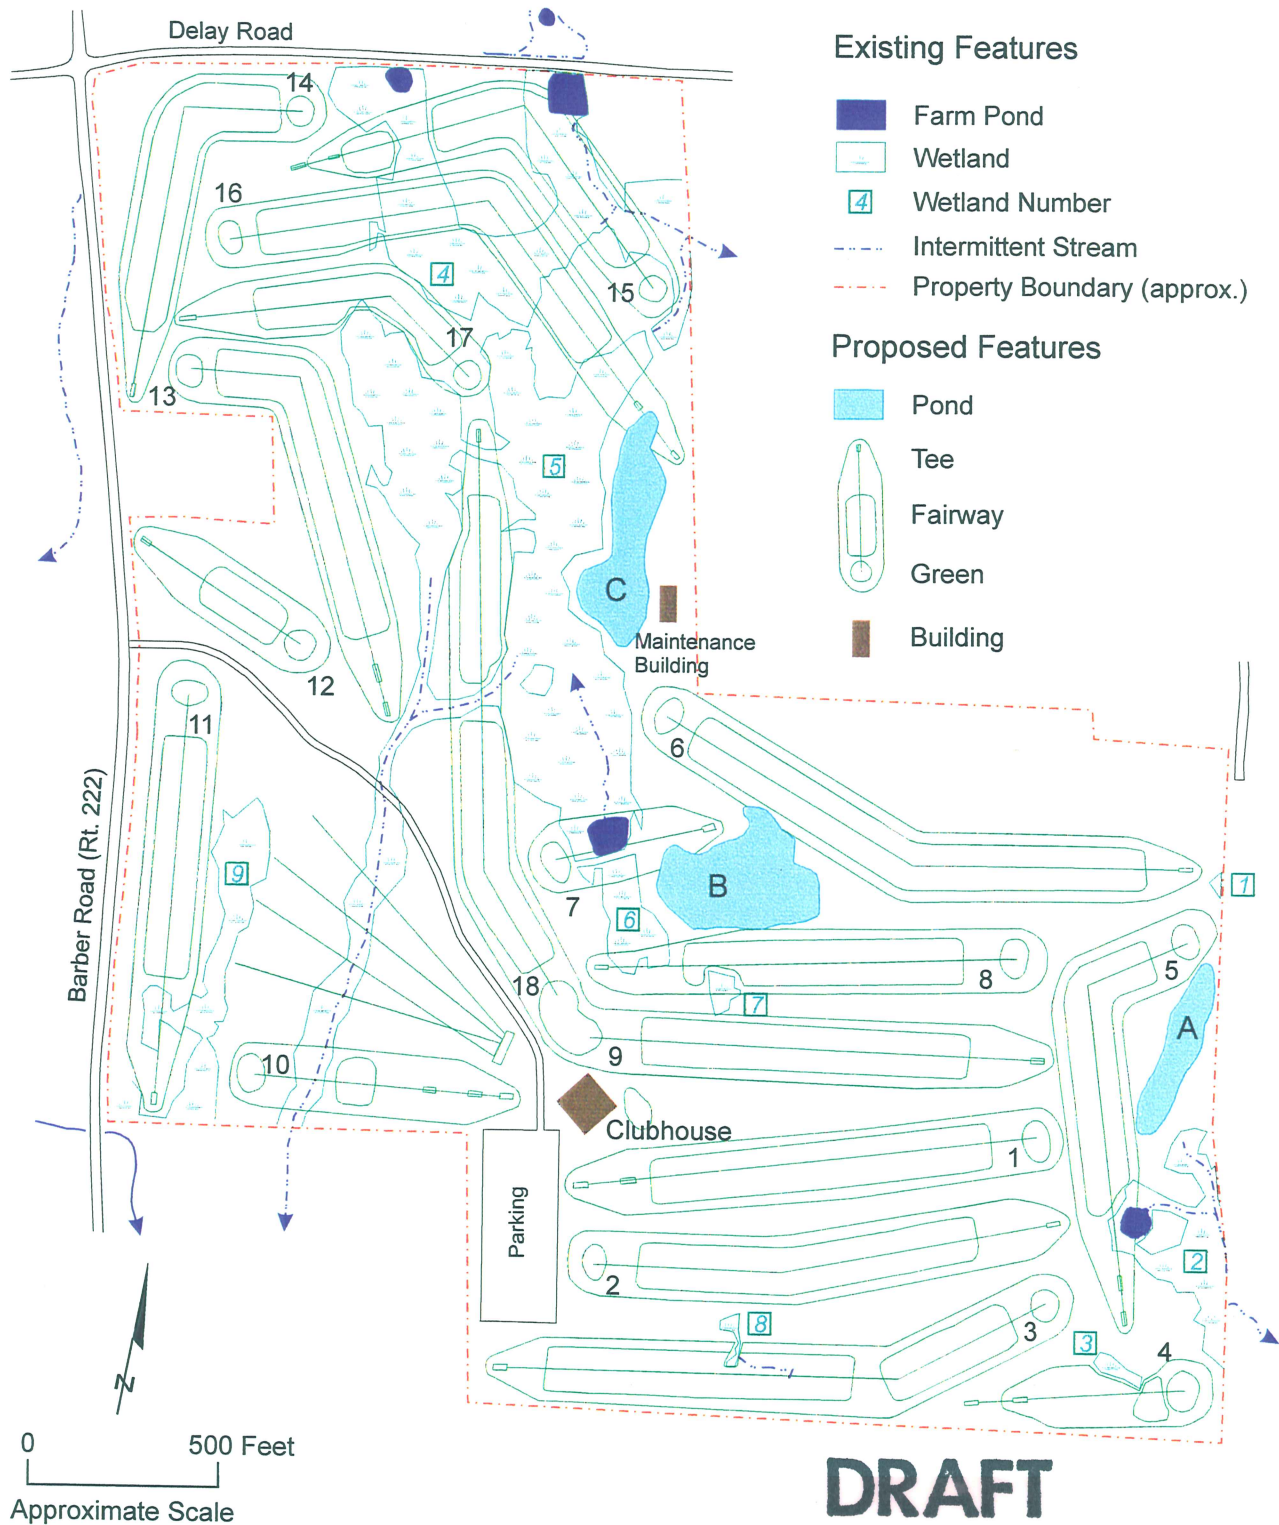 Delay Road
Existing Features
Farm Pond
Wetland
4 Wetland Number
Intermittent Stream
Property Boundary (approx.)
Proposed Features
Pond
Tee
Fairway
Green
Building
14
16
4
15
17
13
5
C
Maintenance
Building
12
11
6
Barber Road (Rt. 222)
9
B
1
7
6
5
8
18
7
A
9
10
Clubhouse
1
Parking
2
2
8
3
3
4
N
0
500 Feet
Approximate Scale
DRAFT